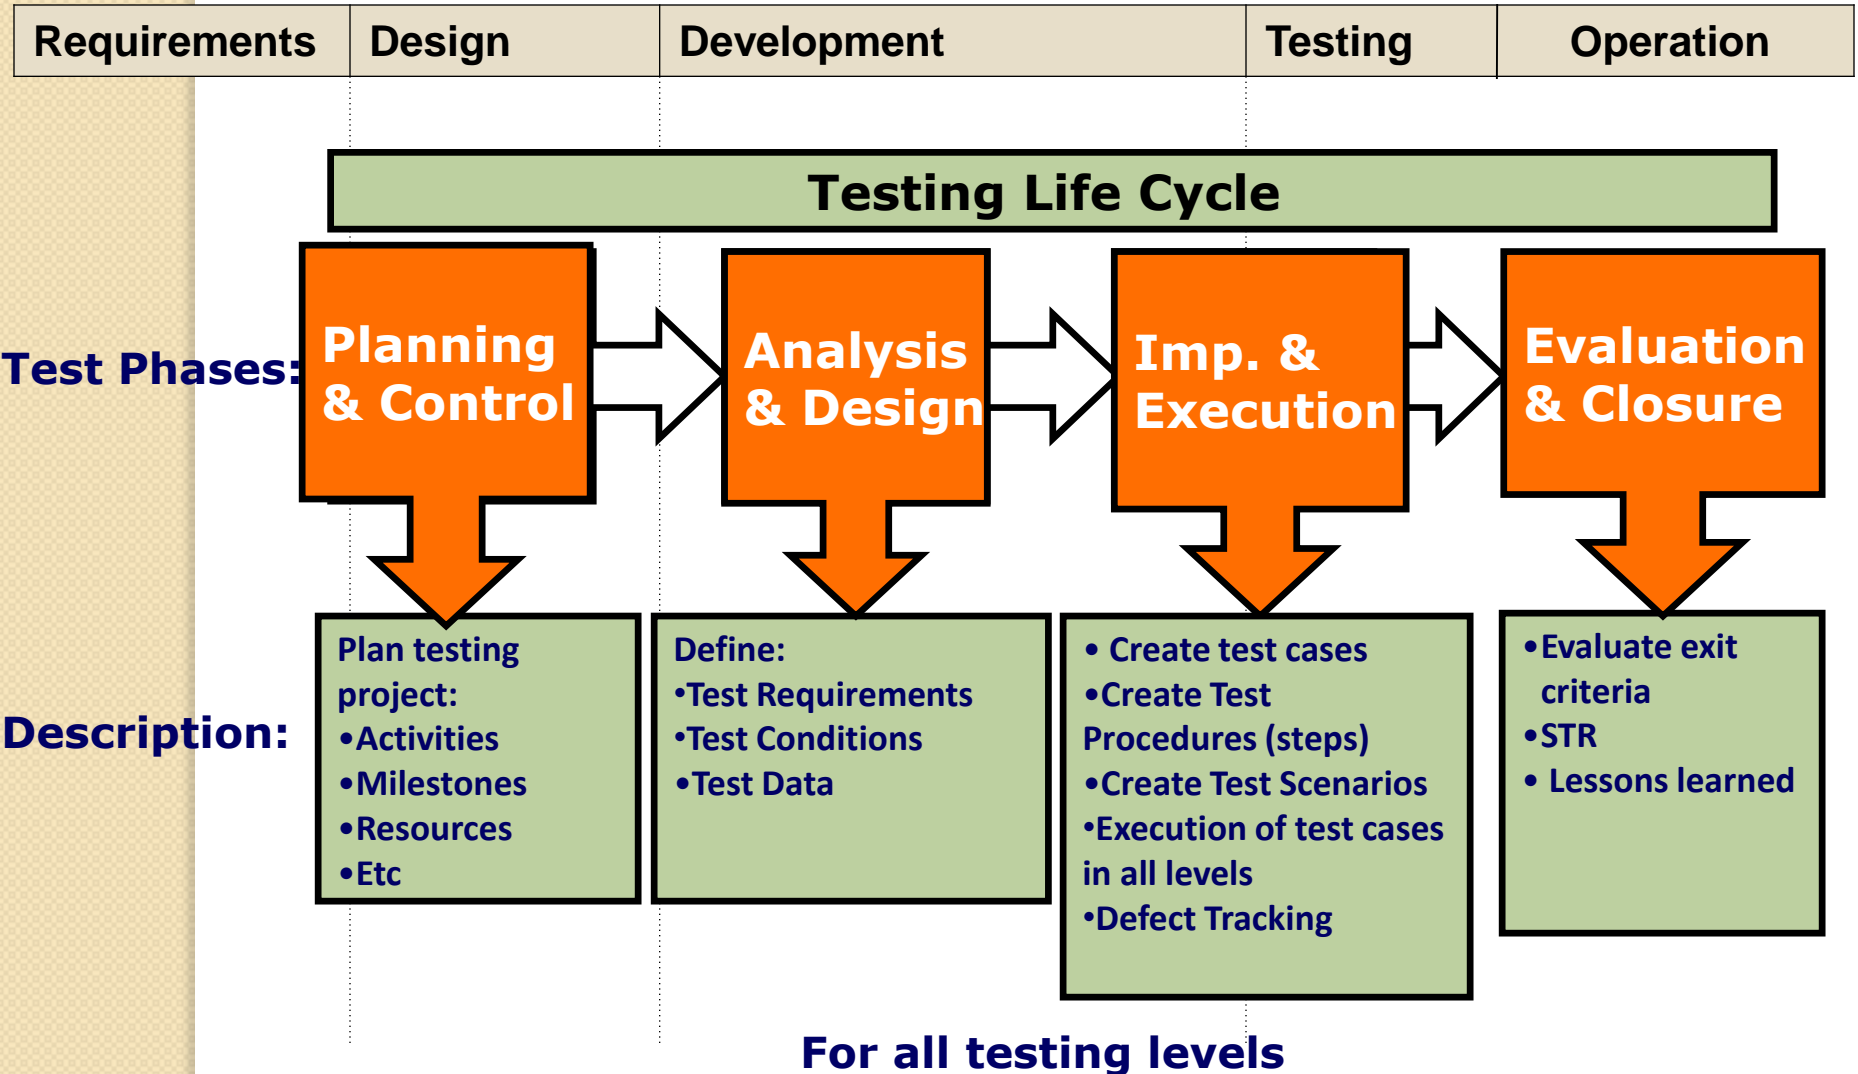 Requirements Design Development Testing Operation
Testing Life Cycle
Test Phases:
Planning
& Control
Analysis
& Design
Imp. &
Execution
Evaluation
& Closure
Description:
Plan testing
project:
•Activities
•Milestones
•Resources
•Etc
Define:
•Test Requirements
•Test Conditions
•Test Data
• Create test cases
•Create Test
Procedures (steps)
•Create Test Scenarios
•Execution of test cases
in all levels
•Defect Tracking
•Evaluate exit
criteria
•STR
• Lessons learned
For all testing levels